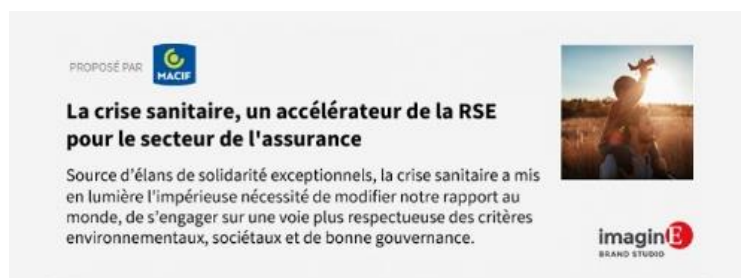 PROPOSÉ PAR MACIF
La crise sanitaire, un accélérateur de la RSE
pour le secteur de l'assurance
Source d'élans de solidarité exceptionnels, la crise sanitaire a mis
en lumière l'impérieuse nécessité de modifier notre rapport au
monde, de s'engager sur une voie plus respectueuse des critères
environnementaux, sociétaux et de bonne gouvernance.
imaginE
BRAND STUDIO